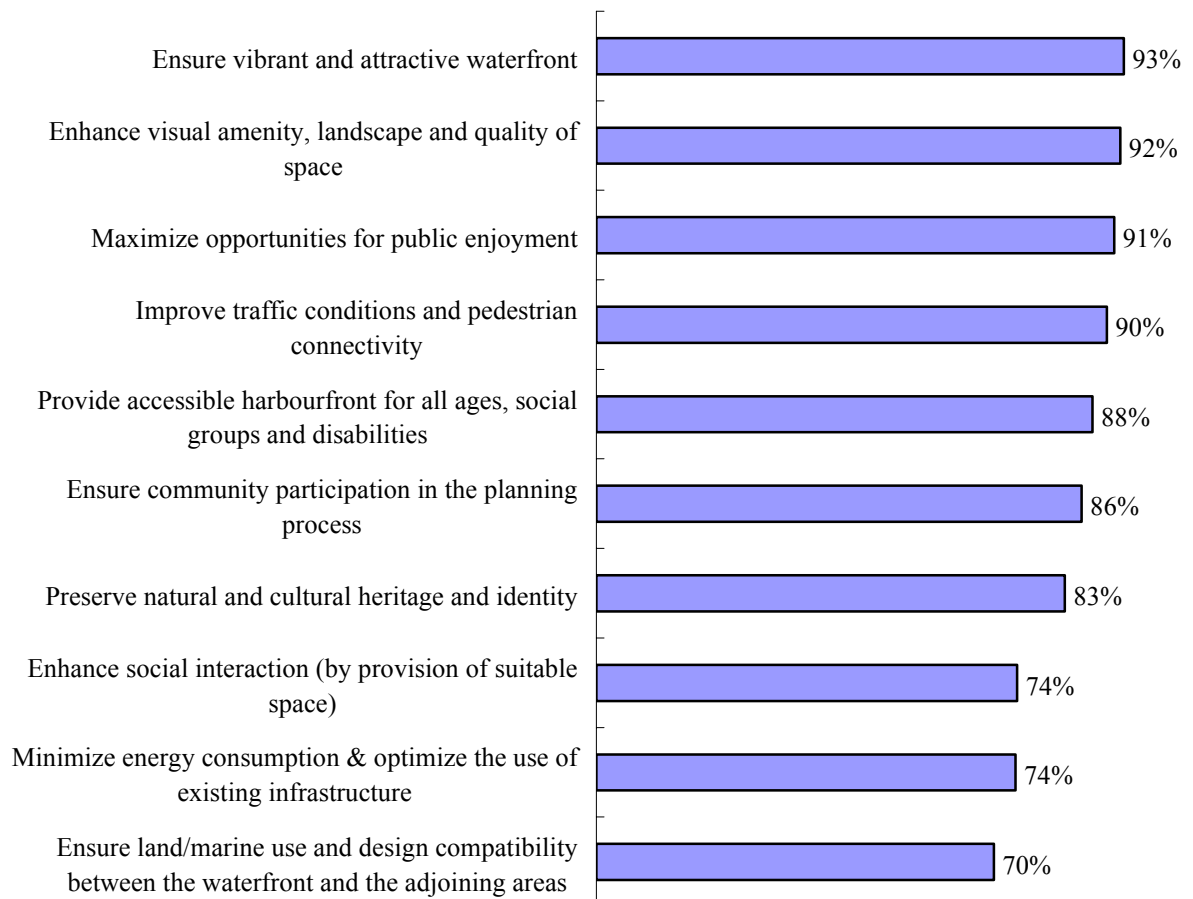 Ensure vibrant and attractive waterfront
93%
Enhance visual amenity, landscape and quality of
space
92%
Maximize opportunities for public enjoyment
91%
Improve traffic conditions and pedestrian
connectivity
90%
Provide accessible harbourfront for all ages, social
groups and disabilities
88%
Ensure community participation in the planning
process
86%
Preserve natural and cultural heritage and identity
83%
Enhance social interaction (by provision of suitable
space)
74%
Minimize energy consumption & optimize the use of
existing infrastructure
74%
Ensure land/marine use and design compatibility
between the waterfront and the adjoining areas
70%